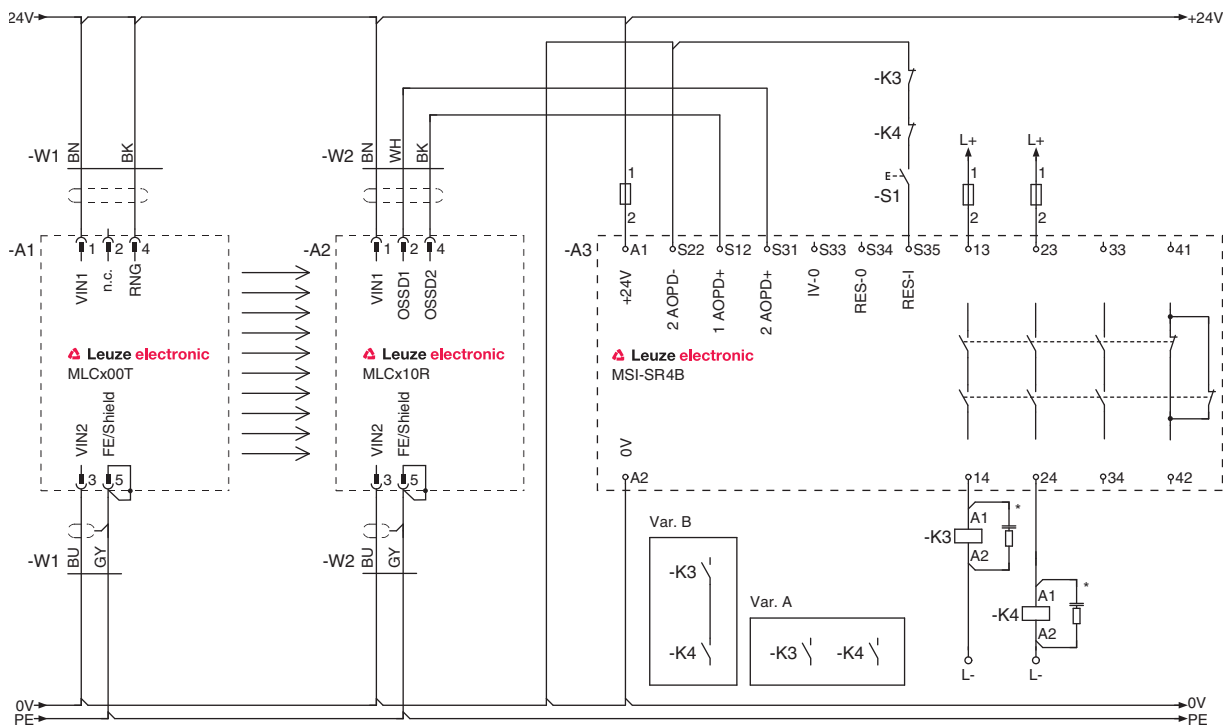 24V
+24V
-K3
-K4
L+
L+
-W1
BN
BK
-W2
BN
WH
BK
E
-S1
1
2
1
2
1
2
-A1
1
2
4
-A2
1
2
4
-A3
A1
S22
S12
S31
S33
S34
S35
13
23
33
41
VIN1
n.c.
RNG
VIN1
OSSD1
OSSD2
+24V
2 AOPD-
1 AOPD+
2 AOPD+
IV-0
RES-0
RES-I
Leuze electronic
MLCx00T
Leuze electronic
MLCx10R
Leuze electronic
MSI-SR4B
VIN2
FE/Shield
VIN2
FE/Shield
0V
3
5
3
5
A2
14
24
34
42
-W1
BU
GY
-W2
BU
GY
Var. B
-K3
-K4
Var. A
-K3
-K4
-K3
A1
A2
*
-K4
A1
A2
*
L-
L-
0V
0V
PE
PE